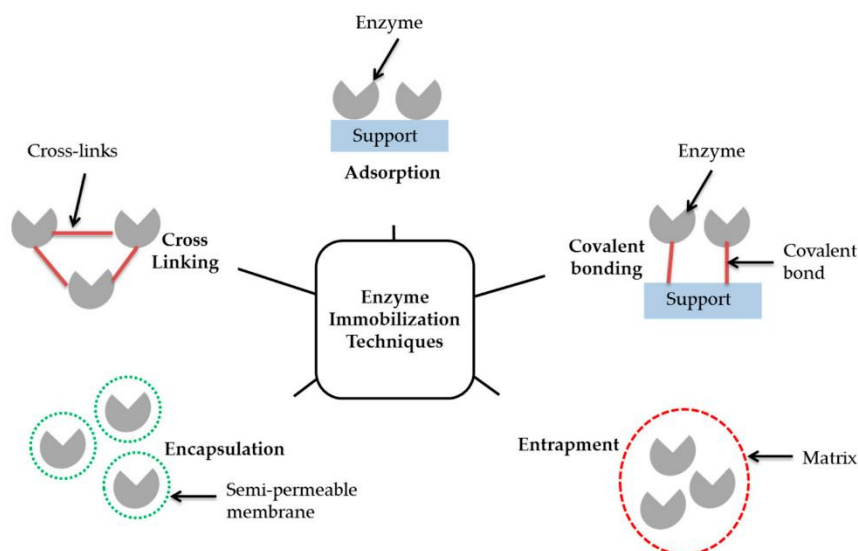 Enzyme
Support
Adsorption
Cross-links
Cross
Linking
Enzyme
Covalent
bonding
Covalent
bond
Support
Enzyme
Immobilization
Techniques
Encapsulation
Semi-permeable
membrane
Entrapment
Matrix